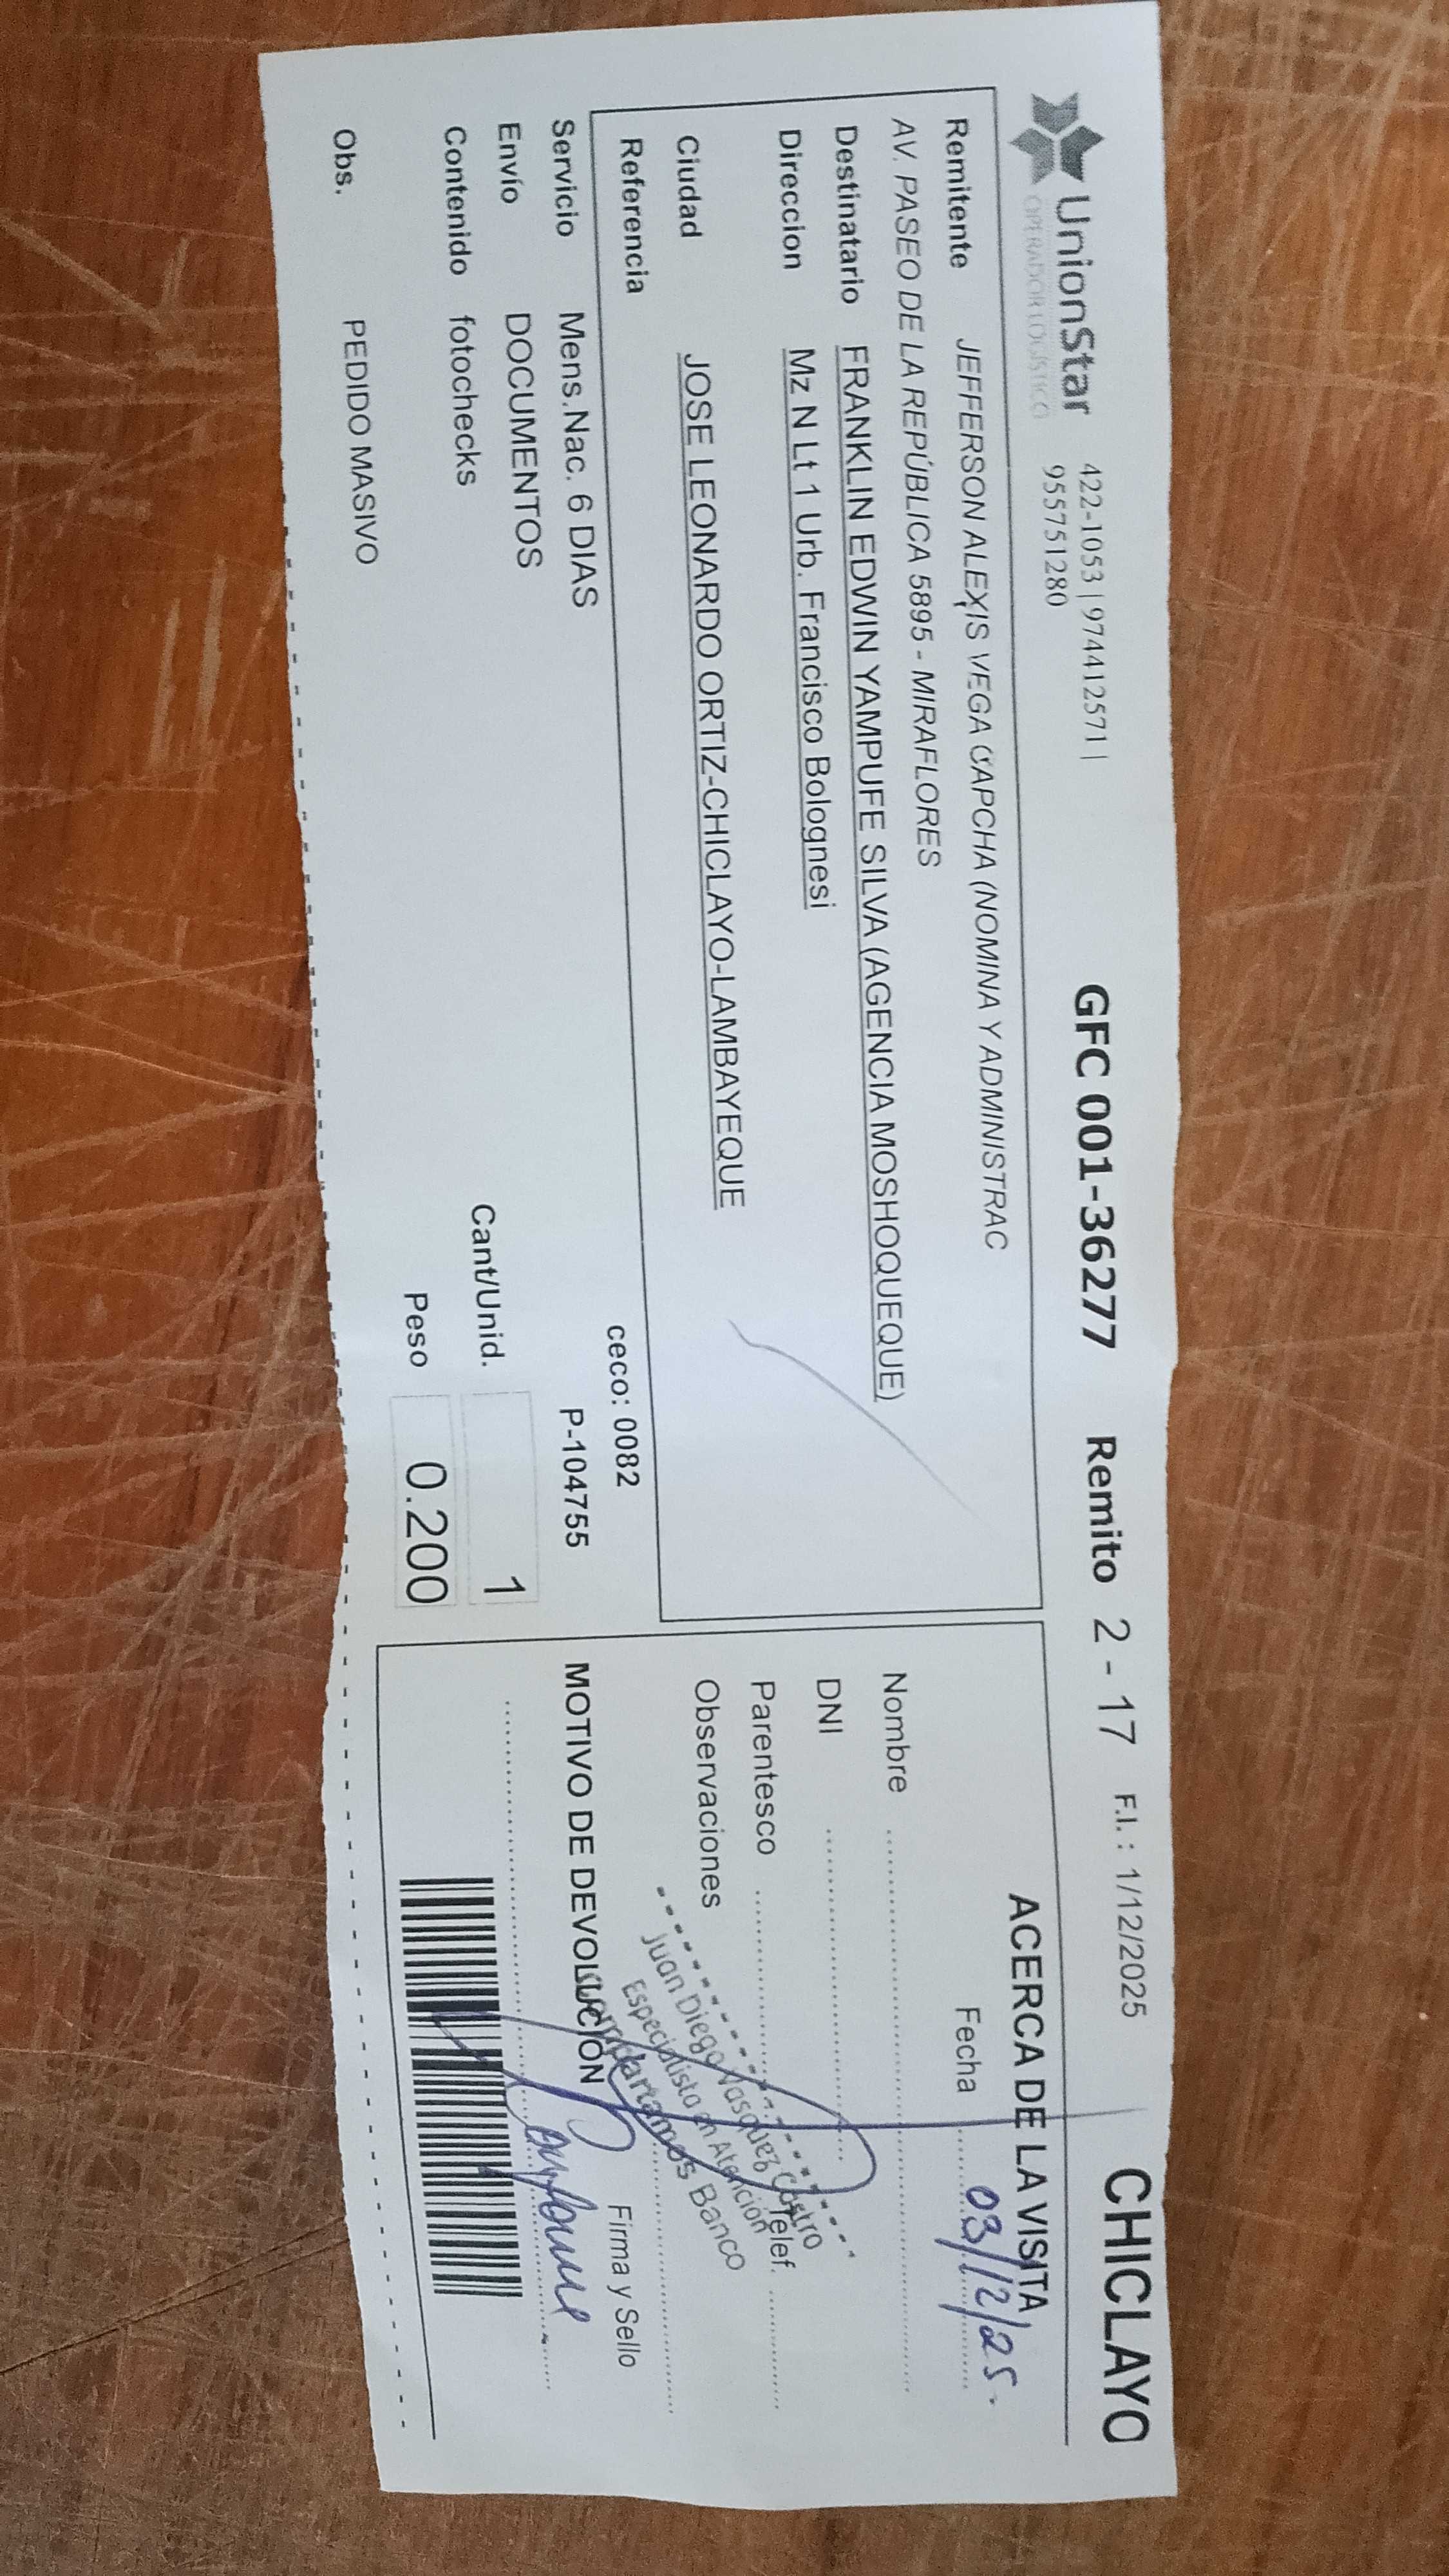 UnionStar
OPERADOR LOGÍSTICO
422-1053 | 974412571 |
955751280
GFC 001-36277
Remito 2 - 17
F.I. : 1/12/2025
CHICLAYO
Remitente JEFFERSON ALEXIS VEGA CAPCHA (NOMINA Y ADMINISTRAC
AV. PASEO DE LA REPÚBLICA 5895 - MIRAFLORES
Destinatario FRANKLIN EDWIN YAMPUFE SILVA (AGENCIA MOSHOQUEQUE)
Direccion Mz N Lt 1 Urb. Francisco Bolognesi
Ciudad JOSE LEONARDO ORTIZ-CHICLAYO-LAMBAYEQUE
Referencia
ceco: 0082
Servicio Mens.Nac. 6 DIAS
P-104755
Envío DOCUMENTOS
Contenido fotochecks
Cant/Unid. 1
Peso 0.200
Obs. PEDIDO MASIVO
ACERCA DE LA VISITA
Fecha 03/12/25
Nombre
DNI
Parentesco
Telef.
Observaciones
Juan Diego Vasquez Castro
Especialista en Atención
Compartamos Banco
MOTIVO DE DEVOLUCIÓN
Firma y Sello